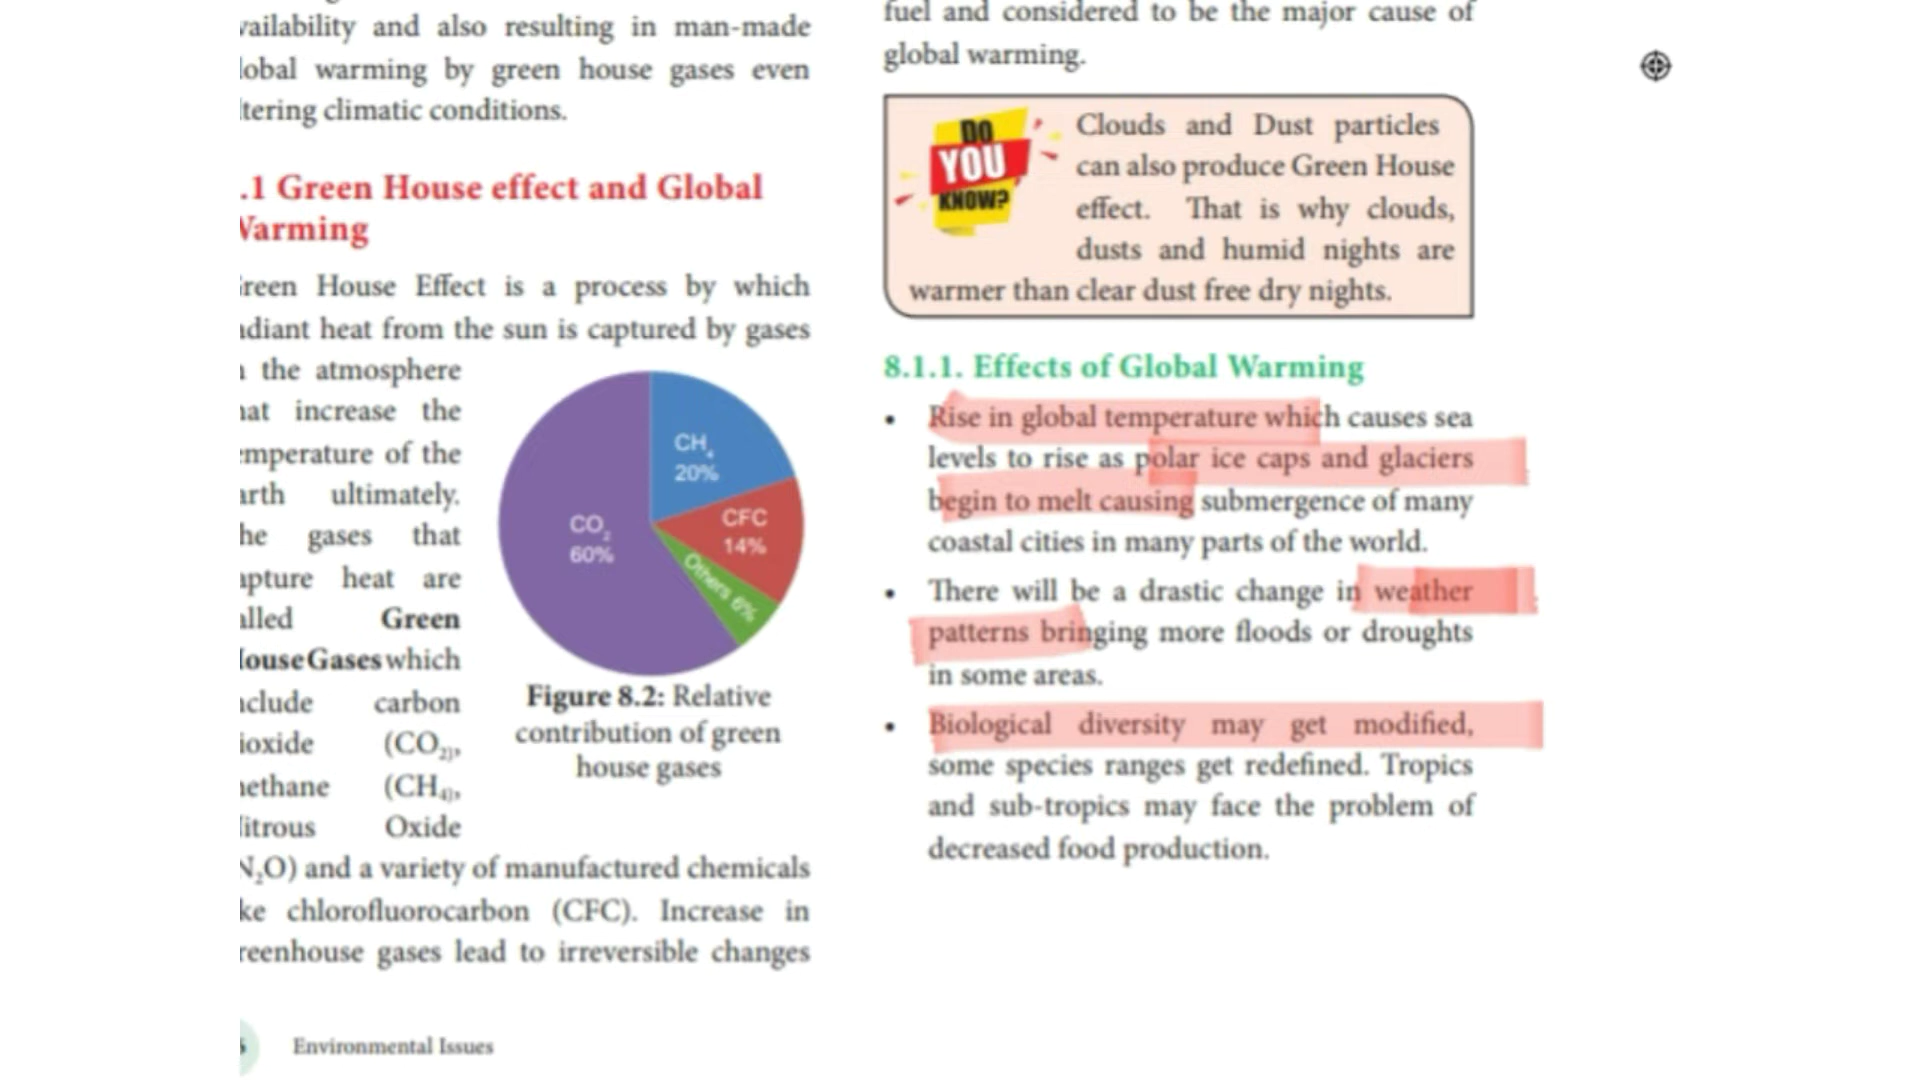 vailability and also resulting in man-made
lobal warming by green house gases even
ltering climatic conditions.
.1 Green House effect and Global
Warming
reen House Effect is a process by which
adiant heat from the sun is captured by gases
the atmosphere
hat increase the
emperature of the
arth ultimately.
he gases that
apture heat are
alled Green
House Gases which
nclude carbon
ioxide (CO₂),
nethane (CH₄),
litrous Oxide
N₂O) and a variety of manufactured chemicals
ke chlorofluorocarbon (CFC). Increase in
reenhouse gases lead to irreversible changes
CH₄
20%
CFC
14%
Others 6%
CO₂
60%
Figure 8.2: Relative
contribution of green
house gases
Environmental Issues
fuel and considered to be the major cause of
global warming.
DO
YOU
KNOW?
Clouds and Dust particles
can also produce Green House
effect. That is why clouds,
dusts and humid nights are
warmer than clear dust free dry nights.
8.1.1. Effects of Global Warming
• Rise in global temperature which causes sea
levels to rise as polar ice caps and glaciers
begin to melt causing submergence of many
coastal cities in many parts of the world.
• There will be a drastic change in weather
patterns bringing more floods or droughts
in some areas.
• Biological diversity may get modified,
some species ranges get redefined. Tropics
and sub-tropics may face the problem of
decreased food production.